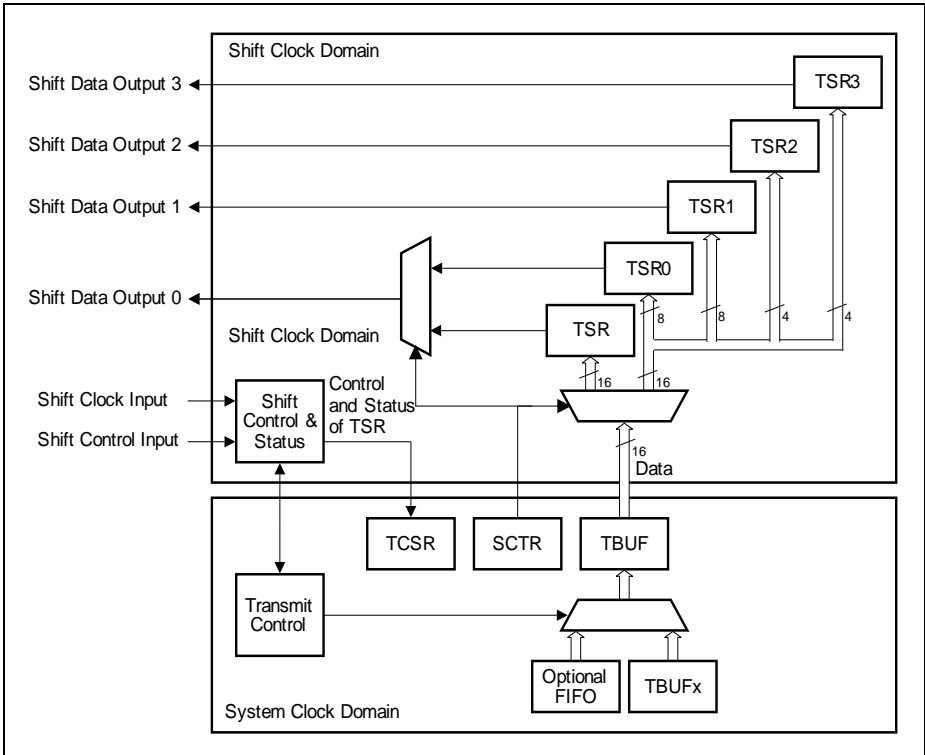 Shift Clock Domain
TSR3
Shift Data Output 3
TSR2
Shift Data Output 2
TSR1
Shift Data Output 1
TSR0
Shift Data Output 0
8
8
4
4
TSR
Shift Clock Domain
16
16
Shift Clock Input
Shift Control Input
Shift
Control &
Status
Control
and Status
of TSR
16
Data
TCSR
SCTR
TBUF
Transmit
Control
Optional
FIFO
TBUFx
System Clock Domain